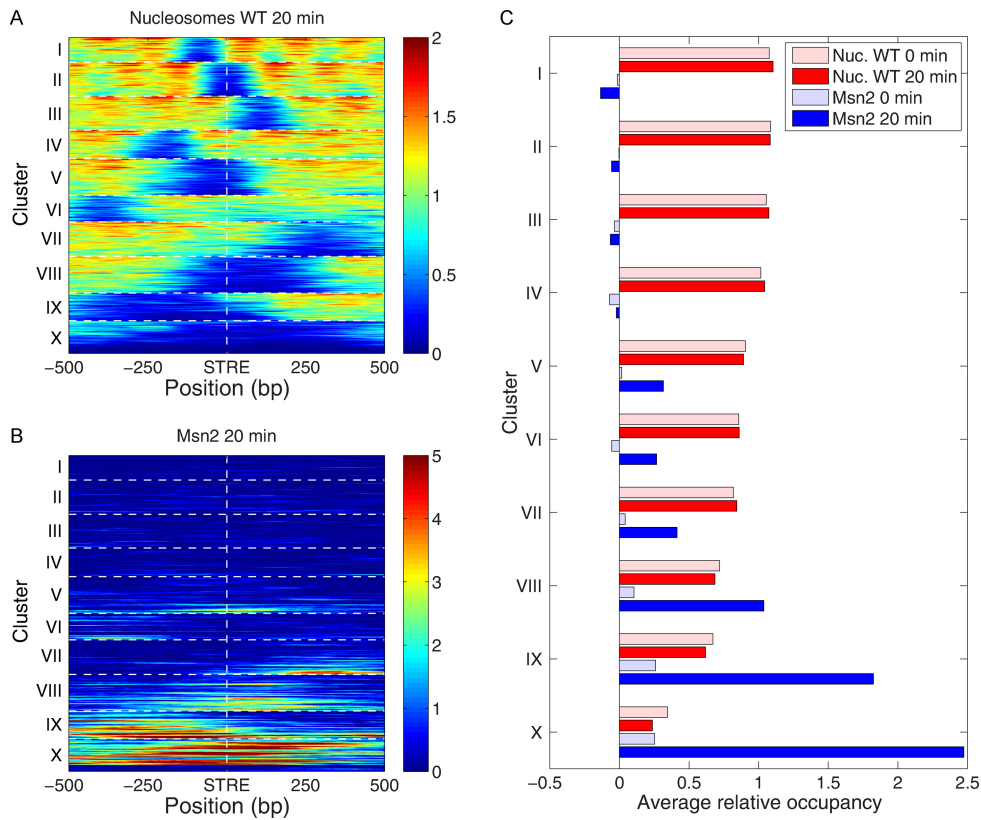 A
Nucleosomes WT 20 min
Cluster
I
II
III
IV
V
VI
VII
VIII
IX
X
−500
−250
STRE
250
500
Position (bp)
2
1.5
1
0.5
0
B
Msn2 20 min
Cluster
I
II
III
IV
V
VI
VII
VIII
IX
X
−500
−250
STRE
250
500
Position (bp)
5
4
3
2
1
0
C
Nuc. WT 0 min
Nuc. WT 20 min
Msn2 0 min
Msn2 20 min
Cluster
I
II
III
IV
V
VI
VII
VIII
IX
X
−0.5
0
0.5
1
1.5
2
2.5
Average relative occupancy